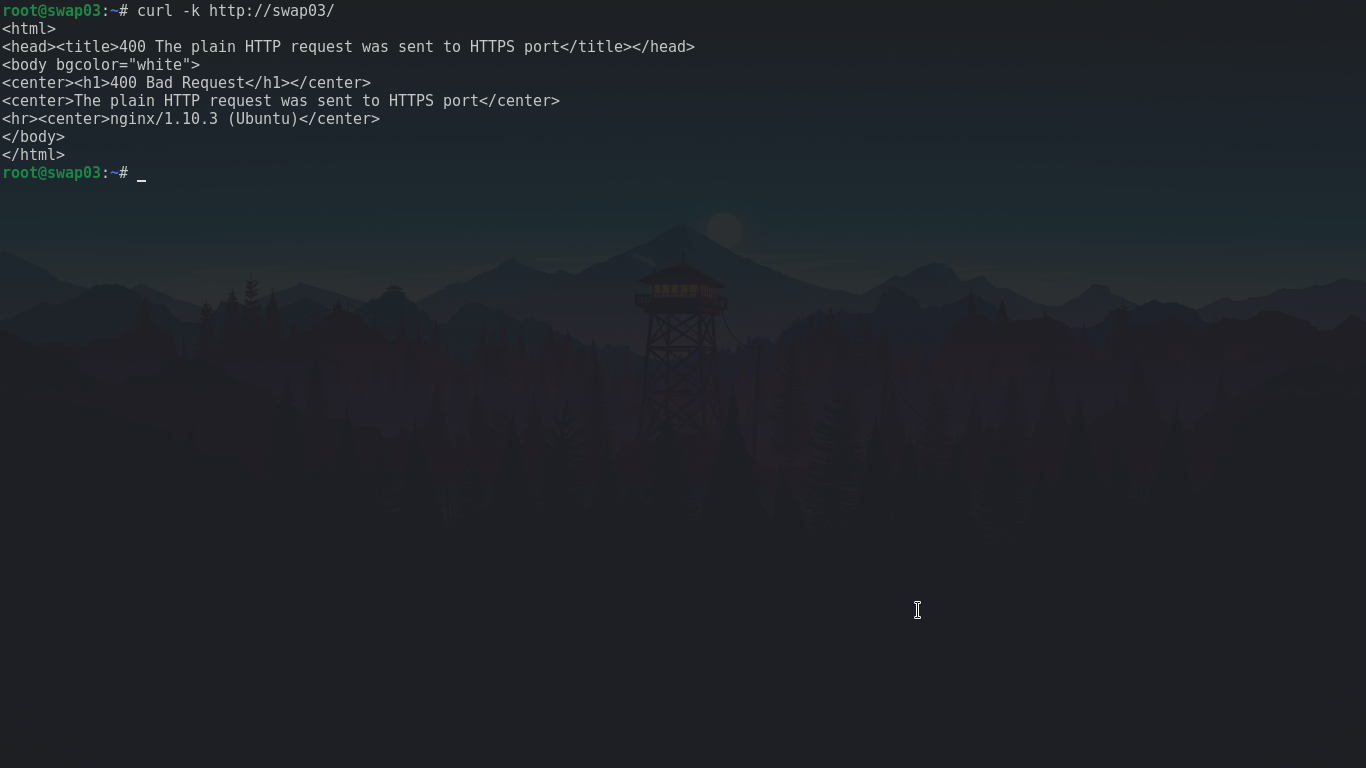 root@swap03:~# curl -k http://swap03/
<html>
<head><title>400 The plain HTTP request was sent to HTTPS port</title></head>
<body bgcolor="white">
<center><h1>400 Bad Request</h1></center>
<center>The plain HTTP request was sent to HTTPS port</center>
<hr><center>nginx/1.10.3 (Ubuntu)</center>
</body>
</html>
root@swap03:~# _